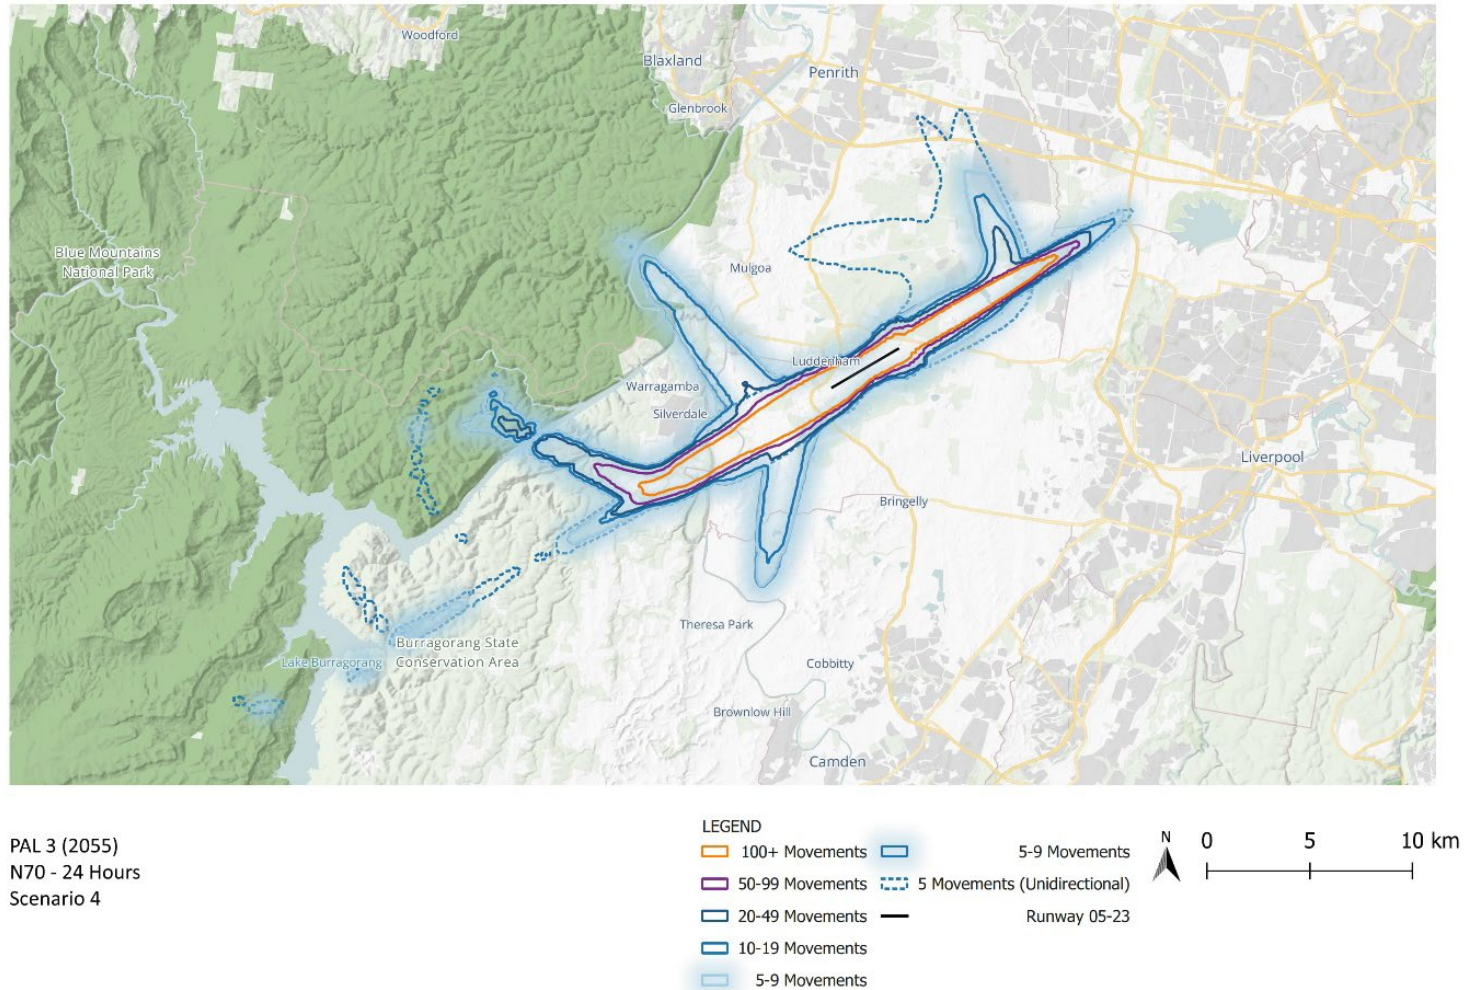 Woodford
Blaxland
Penrith
Glenbrook
Blue Mountains
National Park
Mulgoa
Luddenham
Warragamba
Silverdale
Liverpool
Bringelly
Theresa Park
Burragorang State
Conservation Area
Lake Burragorang
Cobbitty
Brownlow Hill
Camden
PAL 3 (2055)
N70 - 24 Hours
Scenario 4
LEGEND
100+ Movements
50-99 Movements
20-49 Movements
10-19 Movements
5-9 Movements
5-9 Movements
5 Movements (Unidirectional)
Runway 05-23
N
0 5 10 km